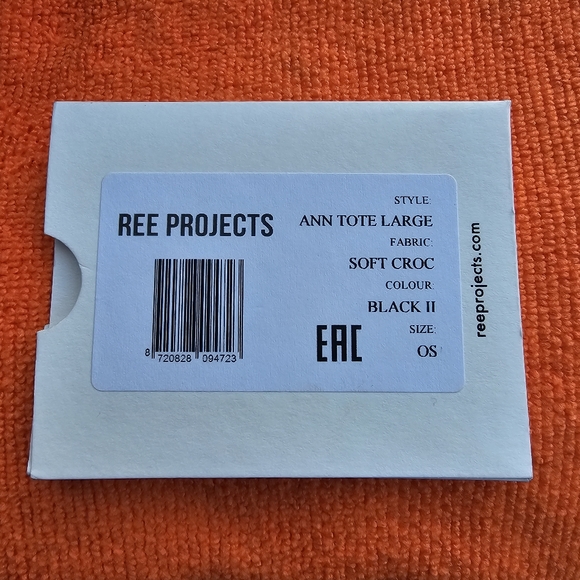 REE PROJECTS
8 720828 094723
STYLE:
ANN TOTE LARGE
FABRIC:
SOFT CROC
COLOUR:
BLACK II
SIZE:
OS
EAC
reeprojects.com